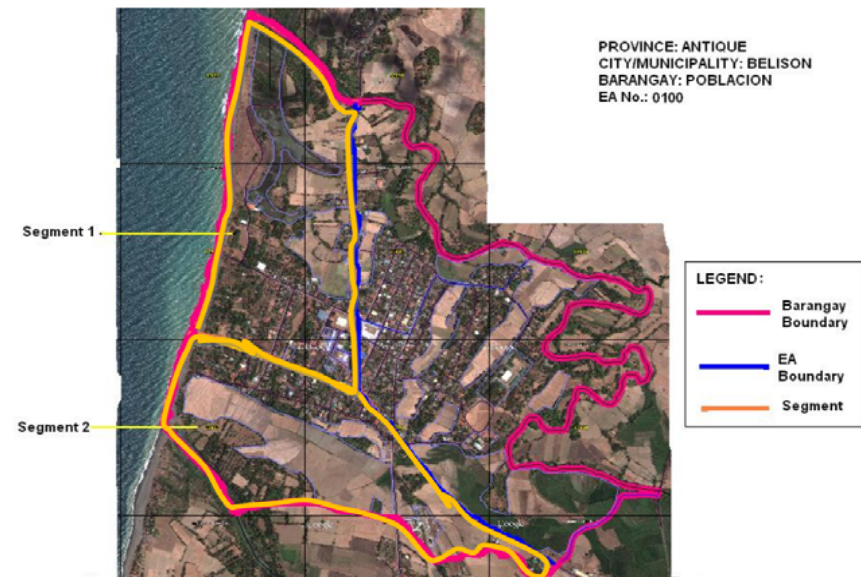 PROVINCE: ANTIQUE
CITY/MUNICIPALITY: BELISON
BARANGAY: POBLACION
EA No.: 0100
Segment 1
Segment 2
LEGEND:
Barangay
Boundary
EA
Boundary
Segment
Google